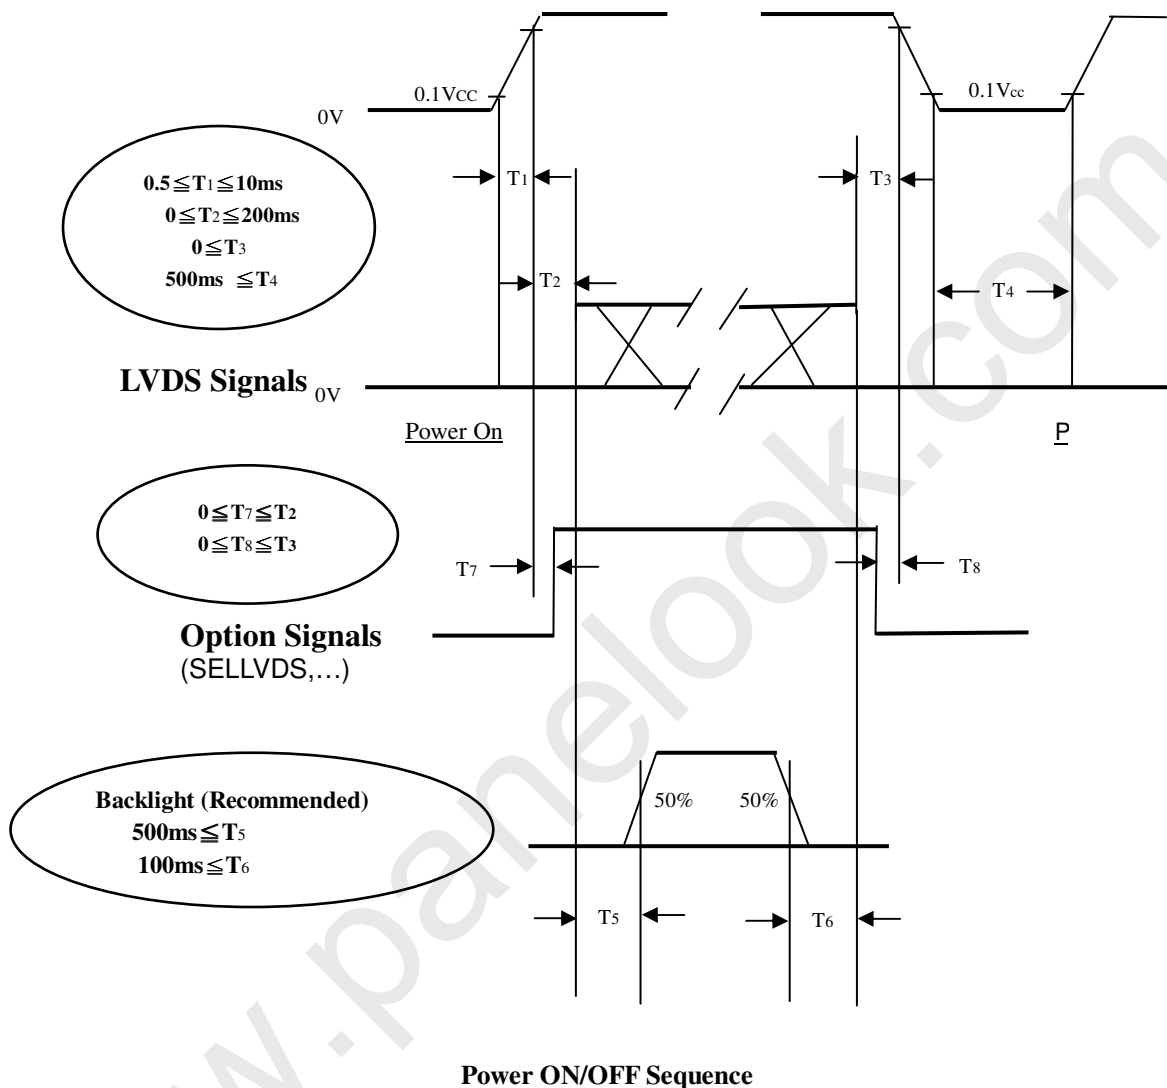 0.1VCC
0.1Vcc
0V
0.5≦T1≦10ms
0≦T2≦200ms
0≦T3
500ms ≦T4
T1
T3
T2
T4
LVDS Signals 0V
Power On
P
0≦T7≦T2
0≦T8≦T3
T7
T8
Option Signals
(SELLVDS,…)
Backlight (Recommended)
500ms≦T5
100ms≦T6
50%
50%
T5
T6
Power ON/OFF Sequence
w.panelook.com